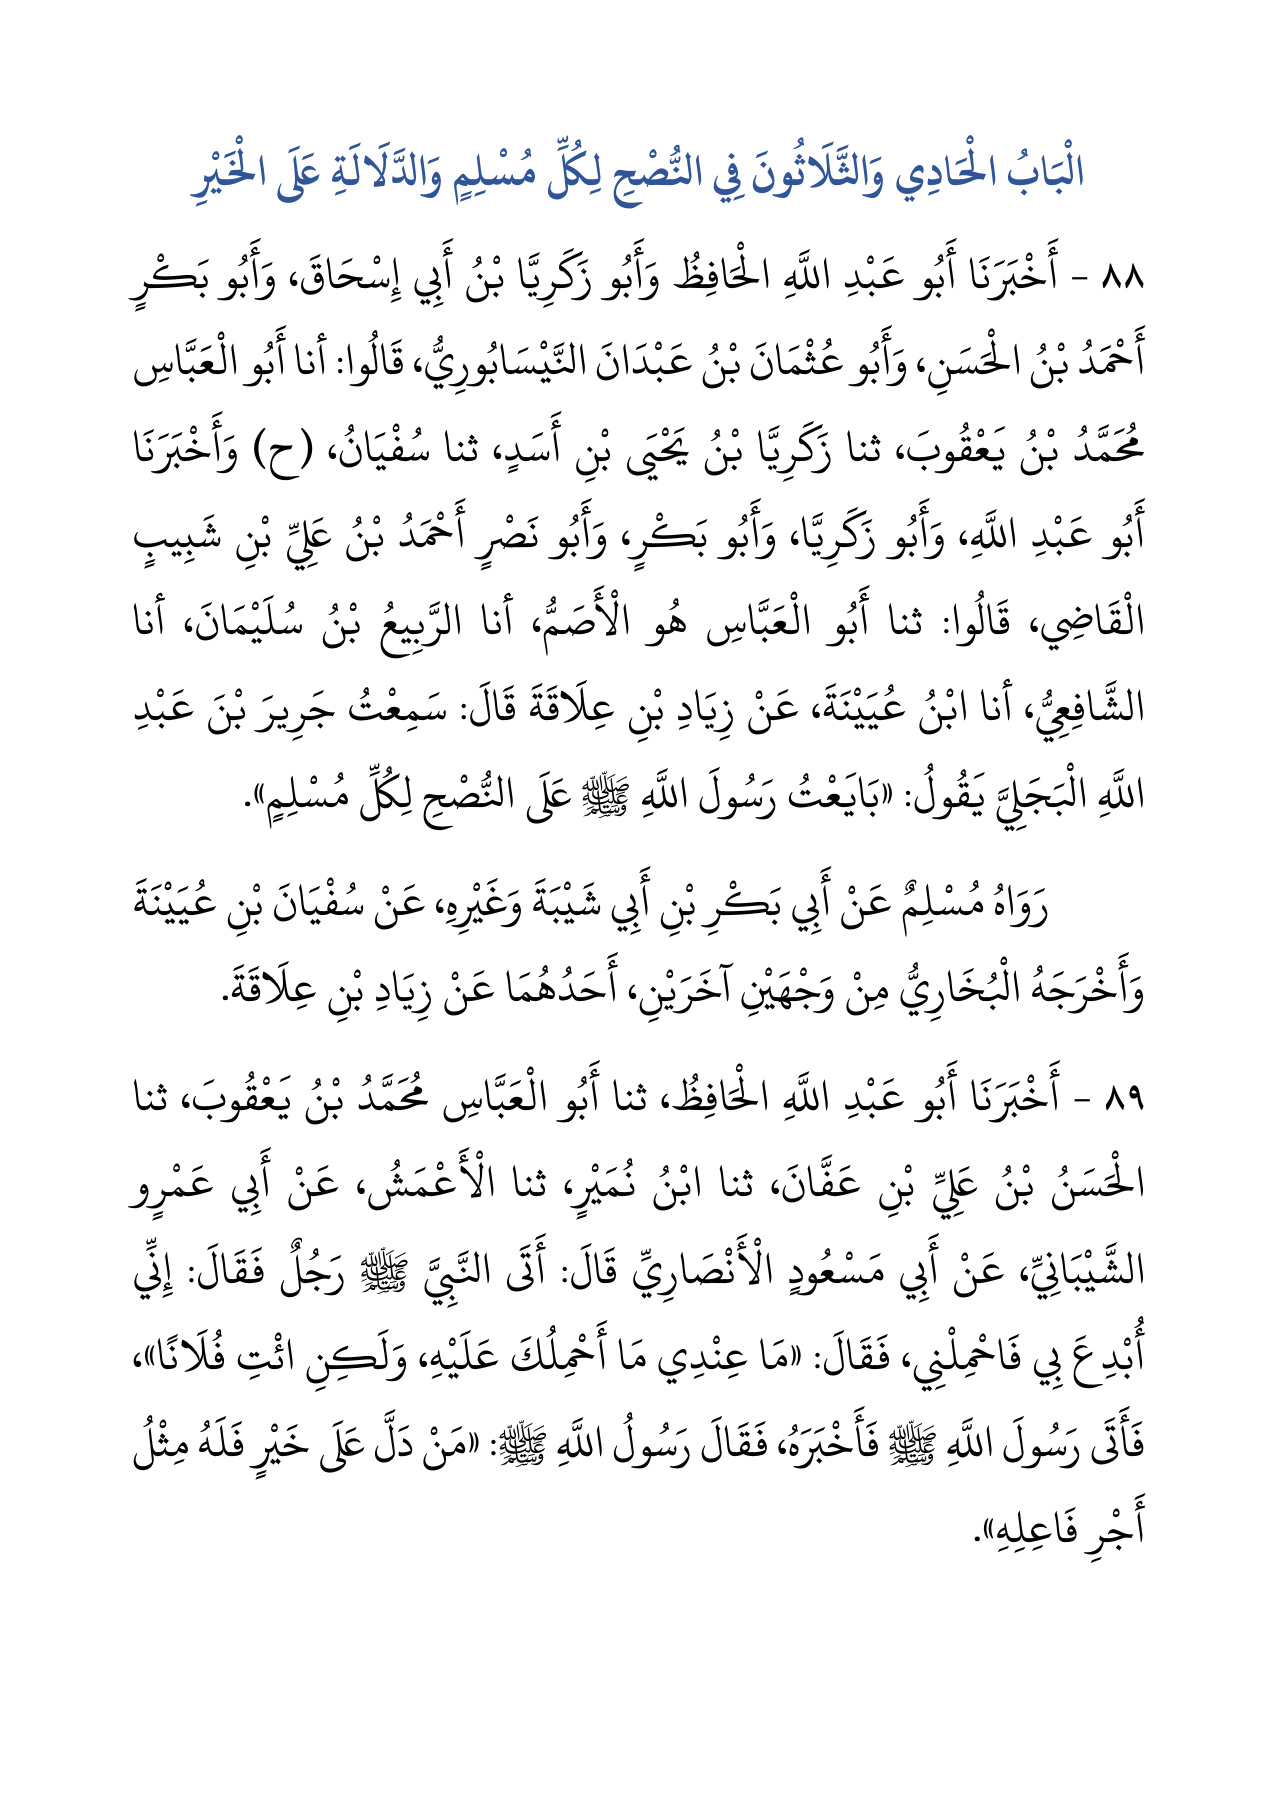 الْبَابُ الْحَادِي وَالثَّلَاثُونَ فِي النُّصْحِ لِكُلِّ مُسْلِمٍ وَالدَّلَالَةِ عَلَى الْخَيْرِ
٨٨ - أَخْبَرَنَا أَبُو عَبْدِ اللَّهِ الْحَافِظُ وَأَبُو زَكَرِيَّا بْنُ أَبِي إِسْحَاقَ، وَأَبُو بَكْرٍ
أَحْمَدُ بْنُ الْحَسَنِ، وَأَبُو عُثْمَانَ بْنُ عَبْدَانَ النَّيْسَابُورِيُّ، قَالُوا: أنا أَبُو الْعَبَّاسِ
مُحَمَّدُ بْنُ يَعْقُوبَ، ثنا زَكَرِيَّا بْنُ يَحْيَى بْنِ أَسَدٍ، ثنا سُفْيَانُ، (ح) وَأَخْبَرَنَا
أَبُو عَبْدِ اللَّهِ، وَأَبُو زَكَرِيَّا، وَأَبُو بَكْرٍ، وَأَبُو نَصْرٍ أَحْمَدُ بْنُ عَلِيِّ بْنِ شَبِيبٍ
الْقَاضِي، قَالُوا: ثنا أَبُو الْعَبَّاسِ هُو الْأَصَمُّ، أنا الرَّبِيعُ بْنُ سُلَيْمَانَ، أنا
الشَّافِعِيُّ، أنا ابْنُ عُيَيْنَةَ، عَنْ زِيَادِ بْنِ عِلَاقَةَ قَالَ: سَمِعْتُ جَرِيرَ بْنَ عَبْدِ
اللَّهِ الْبَجَلِيَّ يَقُولُ: «بَايَعْتُ رَسُولَ اللَّهِ ﷺ عَلَى النُّصْحِ لِكُلِّ مُسْلِمٍ».
رَوَاهُ مُسْلِمٌ عَنْ أَبِي بَكْرِ بْنِ أَبِي شَيْبَةَ وَغَيْرِهِ، عَنْ سُفْيَانَ بْنِ عُيَيْنَةَ
وَأَخْرَجَهُ الْبُخَارِيُّ مِنْ وَجْهَيْنِ آخَرَيْنِ، أَحَدُهُمَا عَنْ زِيَادِ بْنِ عِلَاقَةَ.
٨٩ - أَخْبَرَنَا أَبُو عَبْدِ اللَّهِ الْحَافِظُ، ثنا أَبُو الْعَبَّاسِ مُحَمَّدُ بْنُ يَعْقُوبَ، ثنا
الْحَسَنُ بْنُ عَلِيِّ بْنِ عَفَّانَ، ثنا ابْنُ نُمَيْرٍ، ثنا الْأَعْمَشُ، عَنْ أَبِي عَمْرٍو
الشَّيْبَانِيِّ، عَنْ أَبِي مَسْعُودٍ الْأَنْصَارِيِّ قَالَ: أَتَى النَّبِيَّ ﷺ رَجُلٌ فَقَالَ: إِنِّي
أُبْدِعَ بِي فَاحْمِلْنِي، فَقَالَ: «مَا عِنْدِي مَا أَحْمِلُكَ عَلَيْهِ، وَلَكِنِ ائْتِ فُلَانًا»،
فَأَتَى رَسُولَ اللَّهِ ﷺ فَأَخْبَرَهُ، فَقَالَ رَسُولُ اللَّهِ ﷺ: «مَنْ دَلَّ عَلَى خَيْرٍ فَلَهُ مِثْلُ
أَجْرِ فَاعِلِهِ».